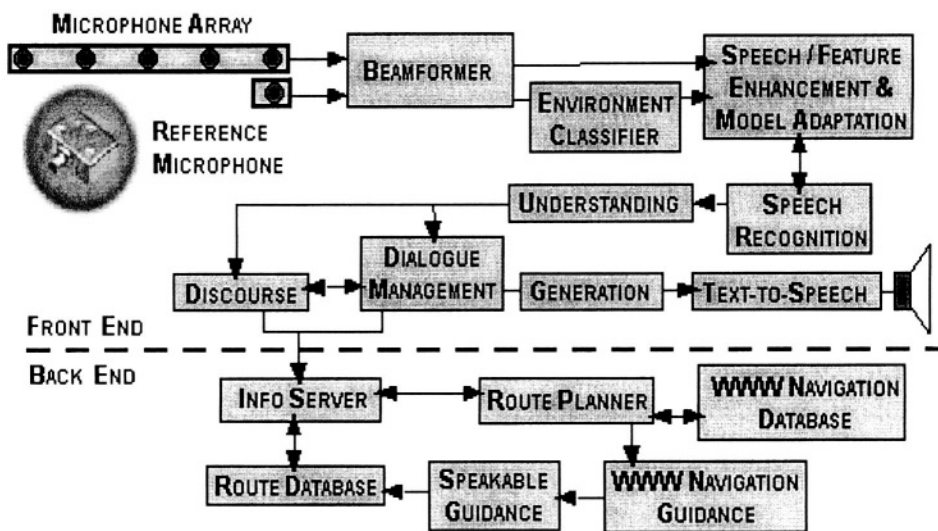 MICROPHONE ARRAY
BEAMFORMER
SPEECH / FEATURE
ENHANCEMENT &
MODEL ADAPTATION
ENVIRONMENT
CLASSIFIER
REFERENCE
MICROPHONE
UNDERSTANDING
SPEECH
RECOGNITION
DISCOURSE
DIALOGUE
MANAGEMENT
GENERATION
TEXT-TO-SPEECH
FRONT END
BACK END
INFO SERVER
ROUTE PLANNER
WWW NAVIGATION
DATABASE
ROUTE DATABASE
SPEAKABLE
GUIDANCE
WWW NAVIGATION
GUIDANCE